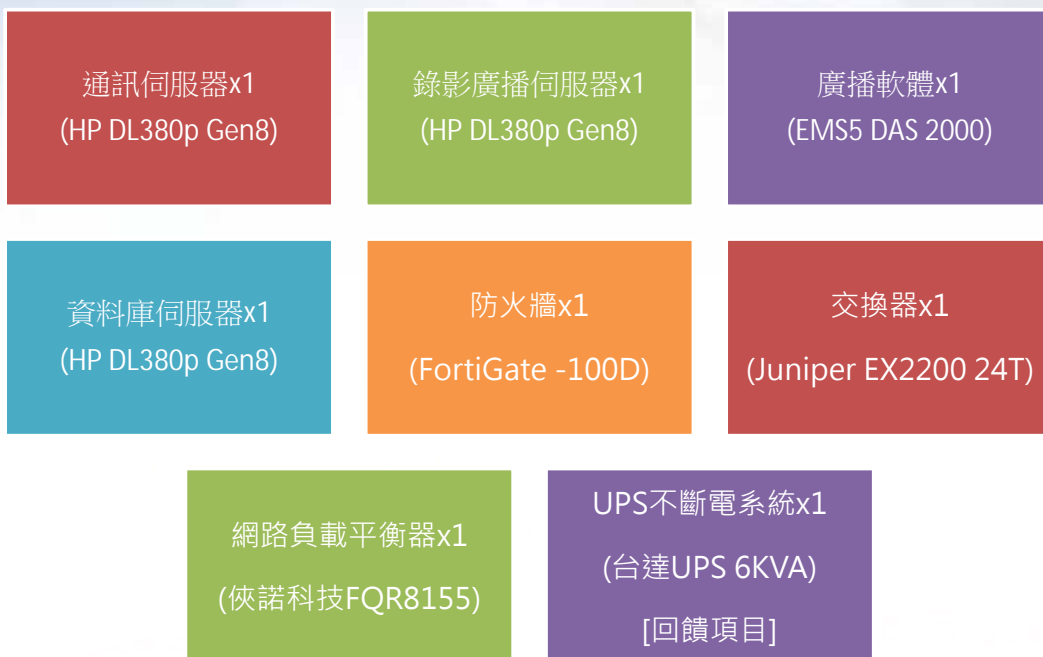 通訊伺服器x1
(HP DL380p Gen8)
錄影廣播伺服器x1
(HP DL380p Gen8)
廣播軟體x1
(EMS5 DAS 2000)
資料庫伺服器x1
(HP DL380p Gen8)
防火牆x1
(FortiGate -100D)
交換器x1
(Juniper EX2200 24T)
網路負載平衡器x1
(俠諾科技FQR8155)
UPS不斷電系統x1
(台達UPS 6KVA)
[回饋項目]